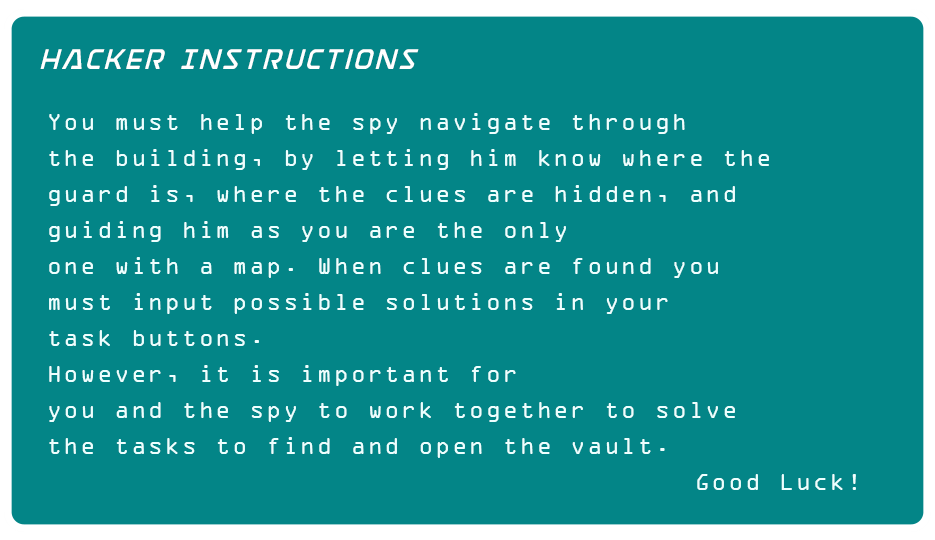 HACKER INSTRUCTIONS
You must help the spy navigate through
the building, by letting him know where the
guard is, where the clues are hidden, and
guiding him as you are the only
one with a map. When clues are found you
must input possible solutions in your
task buttons.
However, it is important for
you and the spy to work together to solve
the tasks to find and open the vault.
Good Luck!